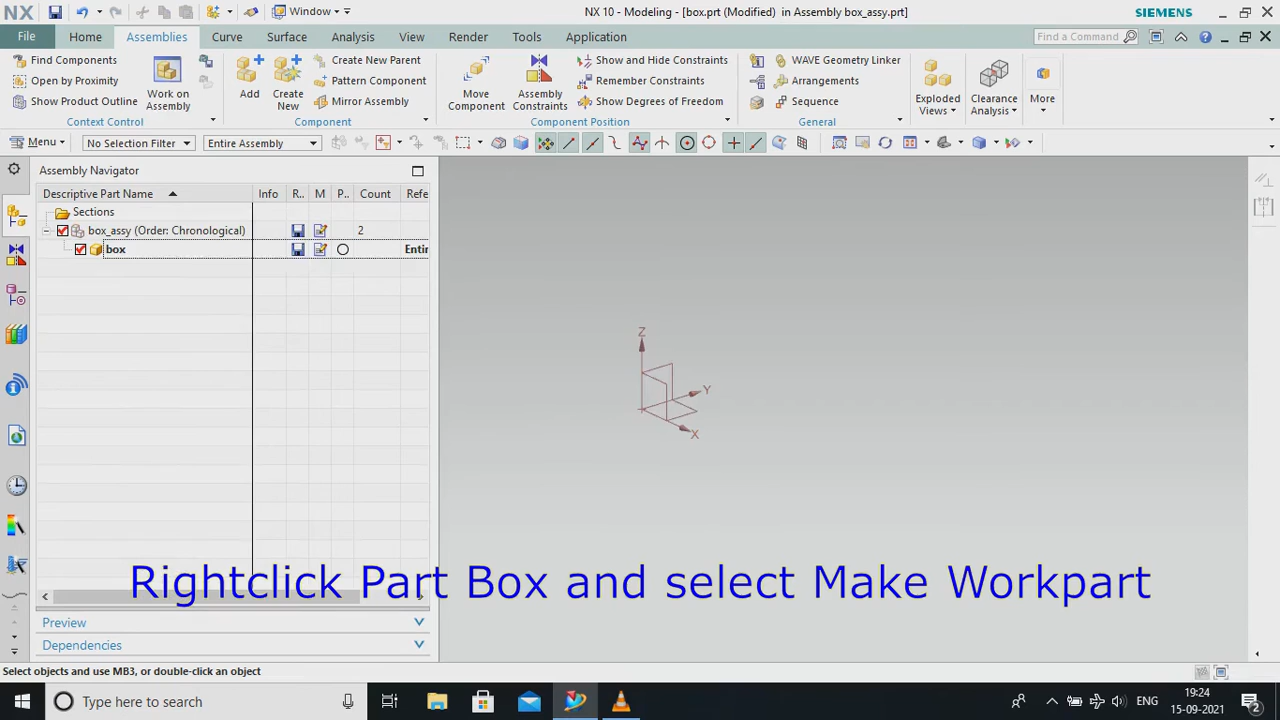 NX
Window
NX 10 - Modeling - [box.prt (Modified) in Assembly box_assy.prt]
SIEMENS
File Home Assemblies Curve Surface Analysis View Render Tools Application
Find a Command
Find Components
Open by Proximity
Show Product Outline
Work on Assembly
Context Control
Add
Create New
Create New Parent
Pattern Component
Mirror Assembly
Component
Move Component
Assembly Constraints
Show and Hide Constraints
Remember Constraints
Show Degrees of Freedom
Component Position
WAVE Geometry Linker
Arrangements
Sequence
General
Exploded Views
Clearance Analysis
More
Menu No Selection Filter Entire Assembly
Assembly Navigator
Descriptive Part Name Info R.. M P.. Count Refe
Sections
box_assy (Order: Chronological) 2
box Entir
Z
Y
X
Rightclick Part Box and select Make Workpart
Preview
Dependencies
Select objects and use MB3, or double-click an object
Type here to search
ENG
19:24
15-09-2021
2